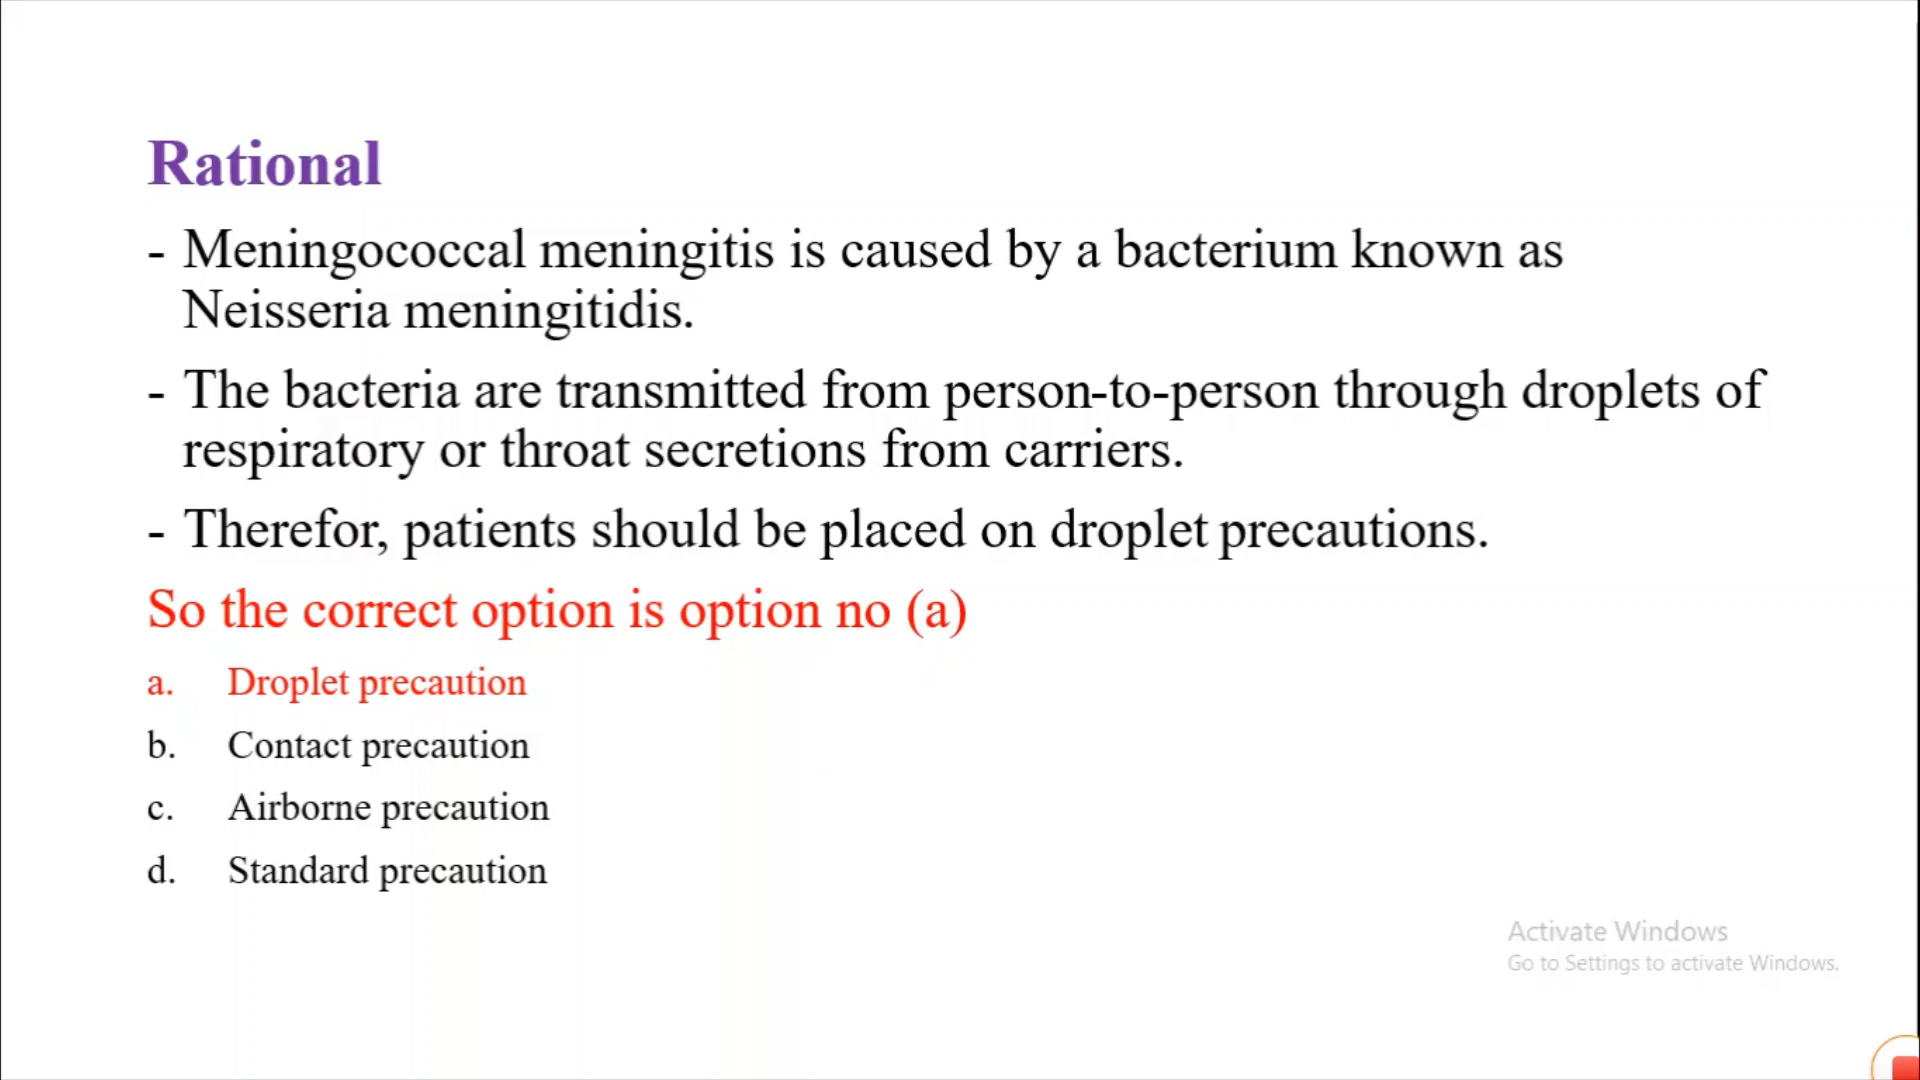 Rational
- Meningococcal meningitis is caused by a bacterium known as
Neisseria meningitidis.
- The bacteria are transmitted from person-to-person through droplets of
respiratory or throat secretions from carriers.
- Therefor, patients should be placed on droplet precautions.
So the correct option is option no (a)
a. Droplet precaution
b. Contact precaution
c. Airborne precaution
d. Standard precaution
Activate Windows
Go to Settings to activate Windows.